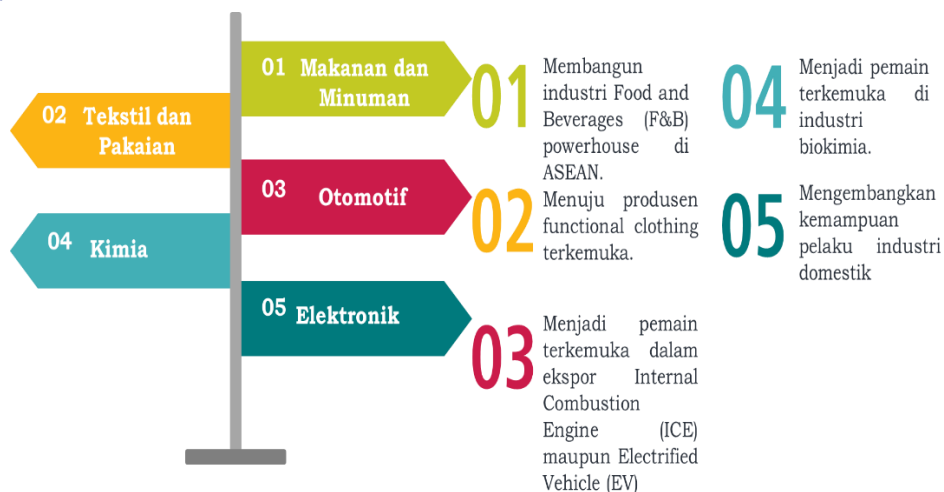 01 Makanan dan
Minuman
02 Tekstil dan
Pakaian
03 Otomotif
04 Kimia
05 Elektronik
01
Membangun
industri Food and
Beverages (F&B)
powerhouse di
ASEAN.
02
Menuju produsen
functional clothing
terkemuka.
03
Menjadi pemain
terkemuka dalam
ekspor Internal
Combustion
Engine (ICE)
maupun Electrified
Vehicle (EV)
04
Menjadi pemain
terkemuka di
industri
biokimia.
05
Mengembangkan
kemampuan
pelaku industri
domestik